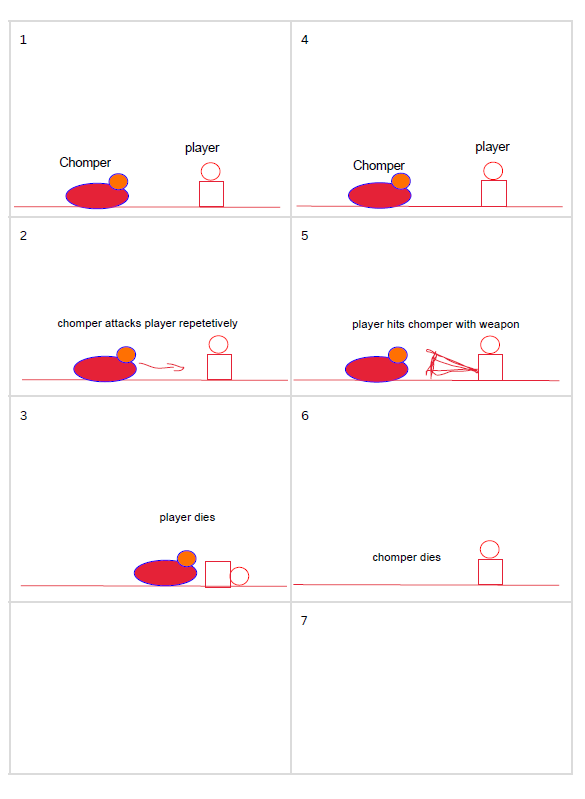 1
Chomper
player
2
chomper attacks player repetetively
3
player dies
4
Chomper
player
5
player hits chomper with weapon
6
chomper dies
7